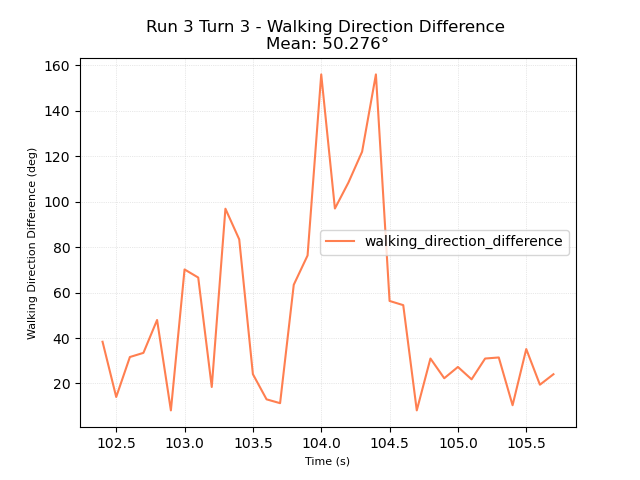 Run 3 Turn 3 - Walking Direction Difference
Mean: 50.276°
160
140
120
100
80
60
40
20
Walking Direction Difference (deg)
walking_direction_difference
102.5 103.0 103.5 104.0 104.5 105.0 105.5
Time (s)